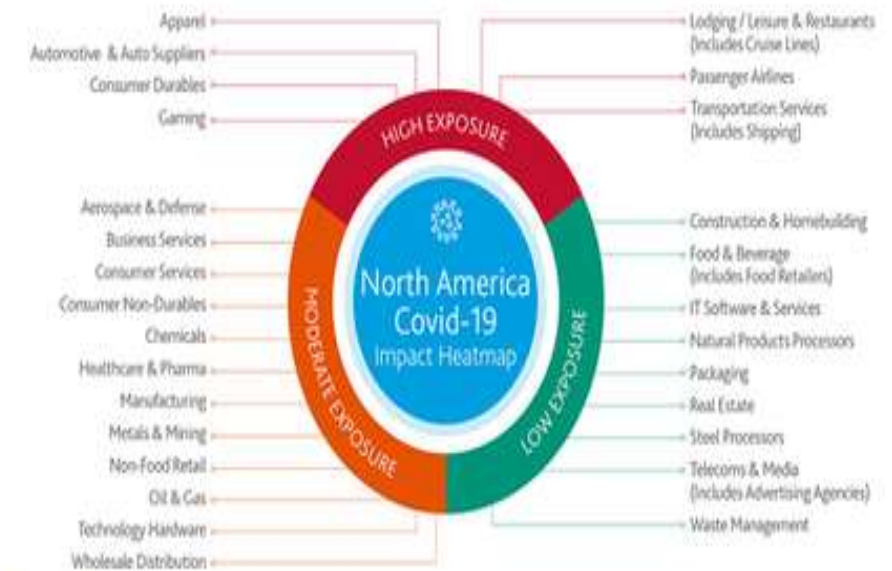 Apparel
Automotive & Auto Suppliers
Consumer Durables
Gaming
Lodging / Leisure & Restaurants
(Includes Cruise Lines)
Passenger Airlines
Transportation Services
(Includes Shipping)
HIGH EXPOSURE
Aerospace & Defense
Business Services
Consumer Services
Consumer Non-Durables
Chemicals
Healthcare & Pharma
Manufacturing
Metals & Mining
Non-Food Retail
Oil & Gas
Technology Hardware
Wholesale Distribution
MODERATE EXPOSURE
North America
Covid-19
Impact Heatmap
LOW EXPOSURE
Construction & Homebuilding
Food & Beverage
(Includes Food Retailers)
IT Software & Services
Natural Products Processors
Packaging
Real Estate
Steel Processors
Telecoms & Media
(Includes Advertising Agencies)
Waste Management